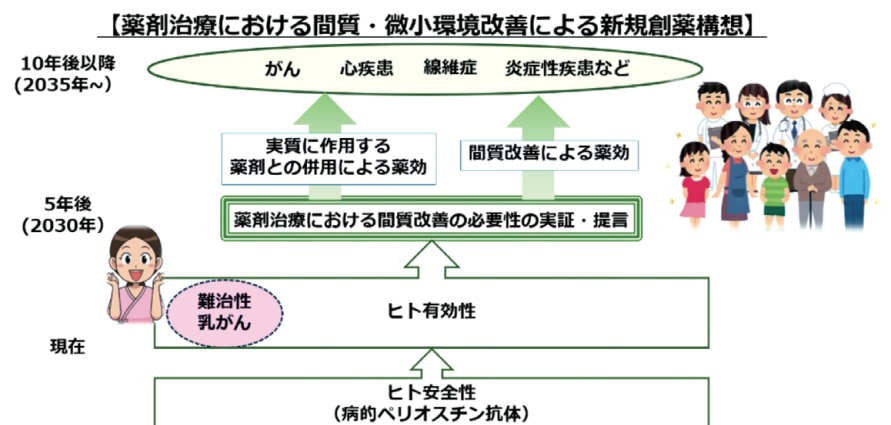 【薬剤治療における間質・微小環境改善による新規創薬構想】
10年後以降
(2035年~)
がん 心疾患 線維症 炎症性疾患など
実質に作用する
薬剤との併用による薬効
間質改善による薬効
5年後
(2030年)
薬剤治療における間質改善の必要性の実証・提言
難治性
乳がん
ヒト有効性
現在
ヒト安全性
(病的ペリオスチン抗体)